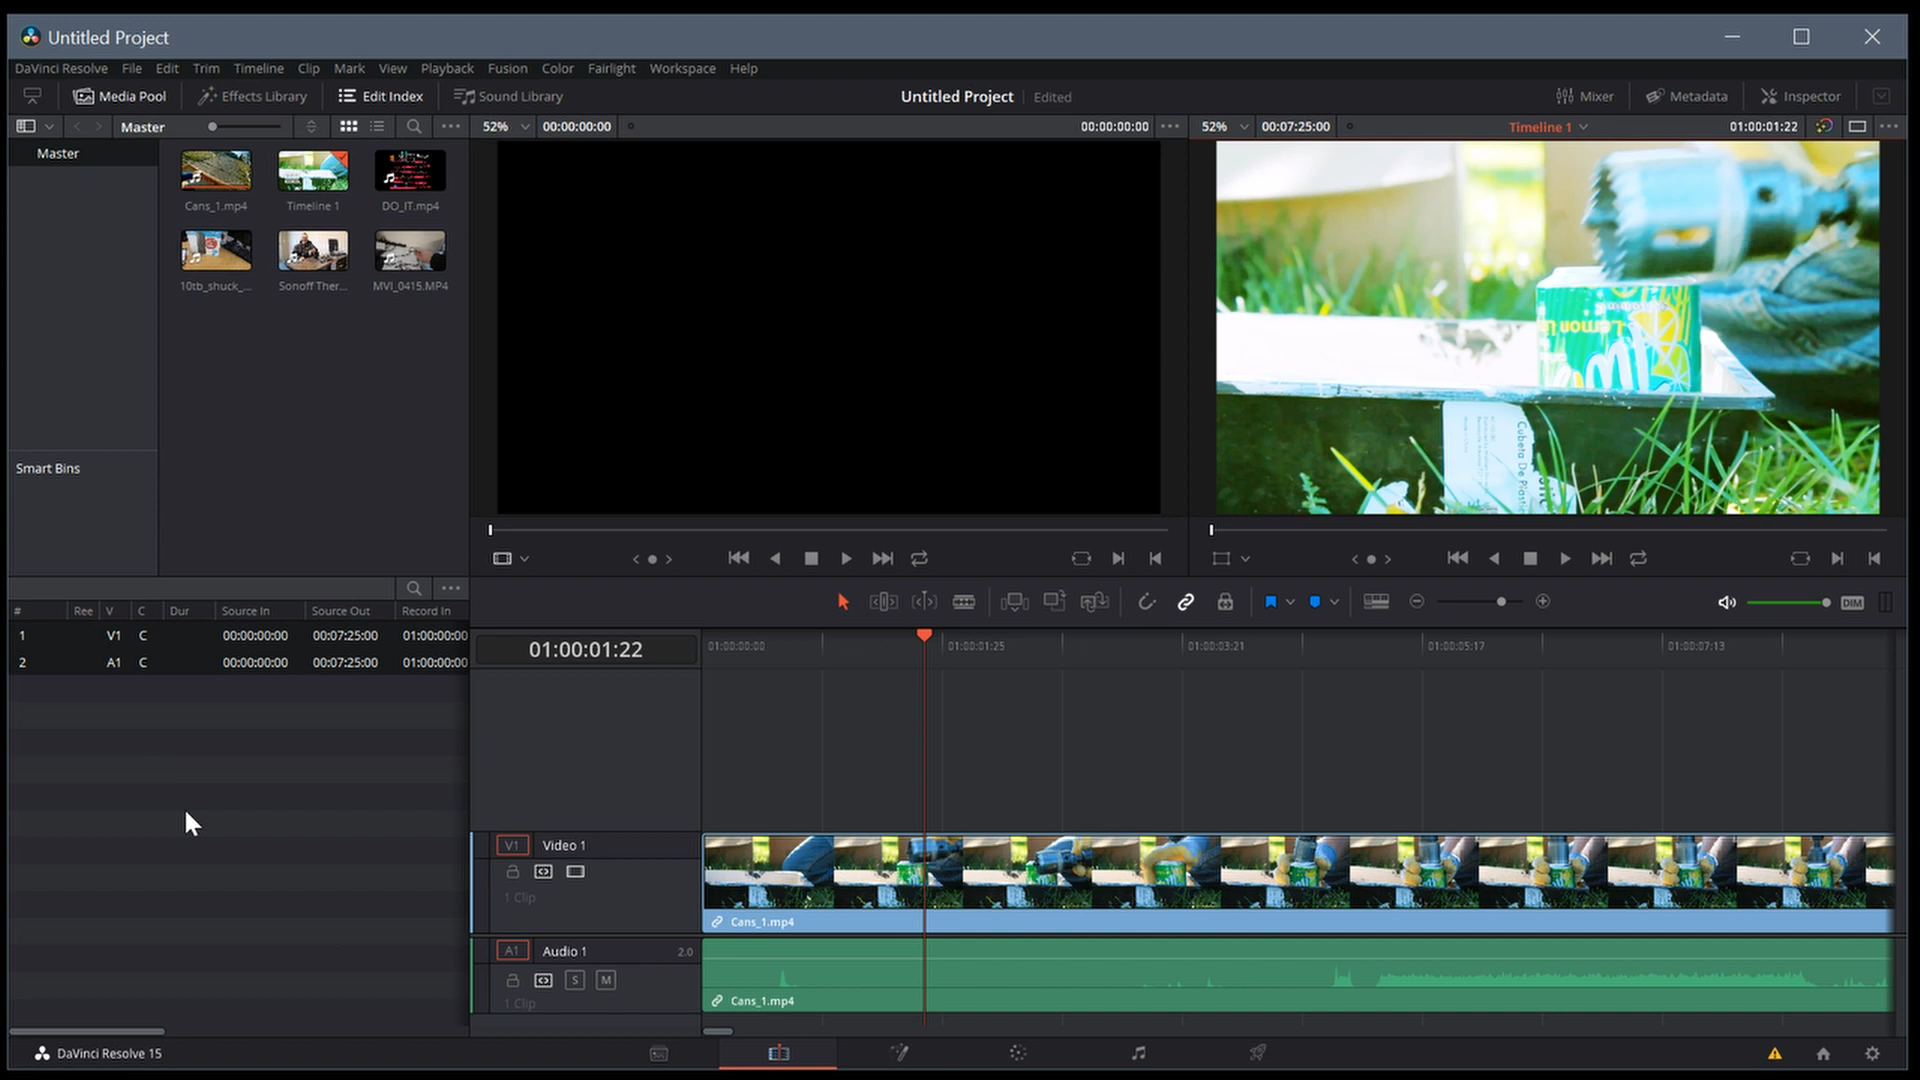 Untitled Project
DaVinci Resolve File Edit Trim Timeline Clip Mark View Playback Fusion Color Fairlight Workspace Help
Media Pool Effects Library Edit Index Sound Library Untitled Project Edited Mixer Metadata Inspector
Master 52% 00:00:00:00 00:00:00:00 52% 00:07:25:00 Timeline 1 01:00:01:22
Master
Cans_1.mp4 Timeline 1 DO_IT.mp4
10tb_shuck_... Sonoff Ther... MVI_0415.MP4
Cubeta De Plastic
Smart Bins
# Ree V C Dur Source In Source Out Record In
1 V1 C 00:00:00:00 00:07:25:00 01:00:00:00
2 A1 C 00:00:00:00 00:07:25:00 01:00:00:00
DIM
01:00:01:22 01:00:00:00 01:00:01:25 01:00:03:21 01:00:05:17 01:00:07:13
V1 Video 1
1 Clip
Cans_1.mp4
A1 Audio 1 2.0
S M
1 Clip
Cans_1.mp4
DaVinci Resolve 15